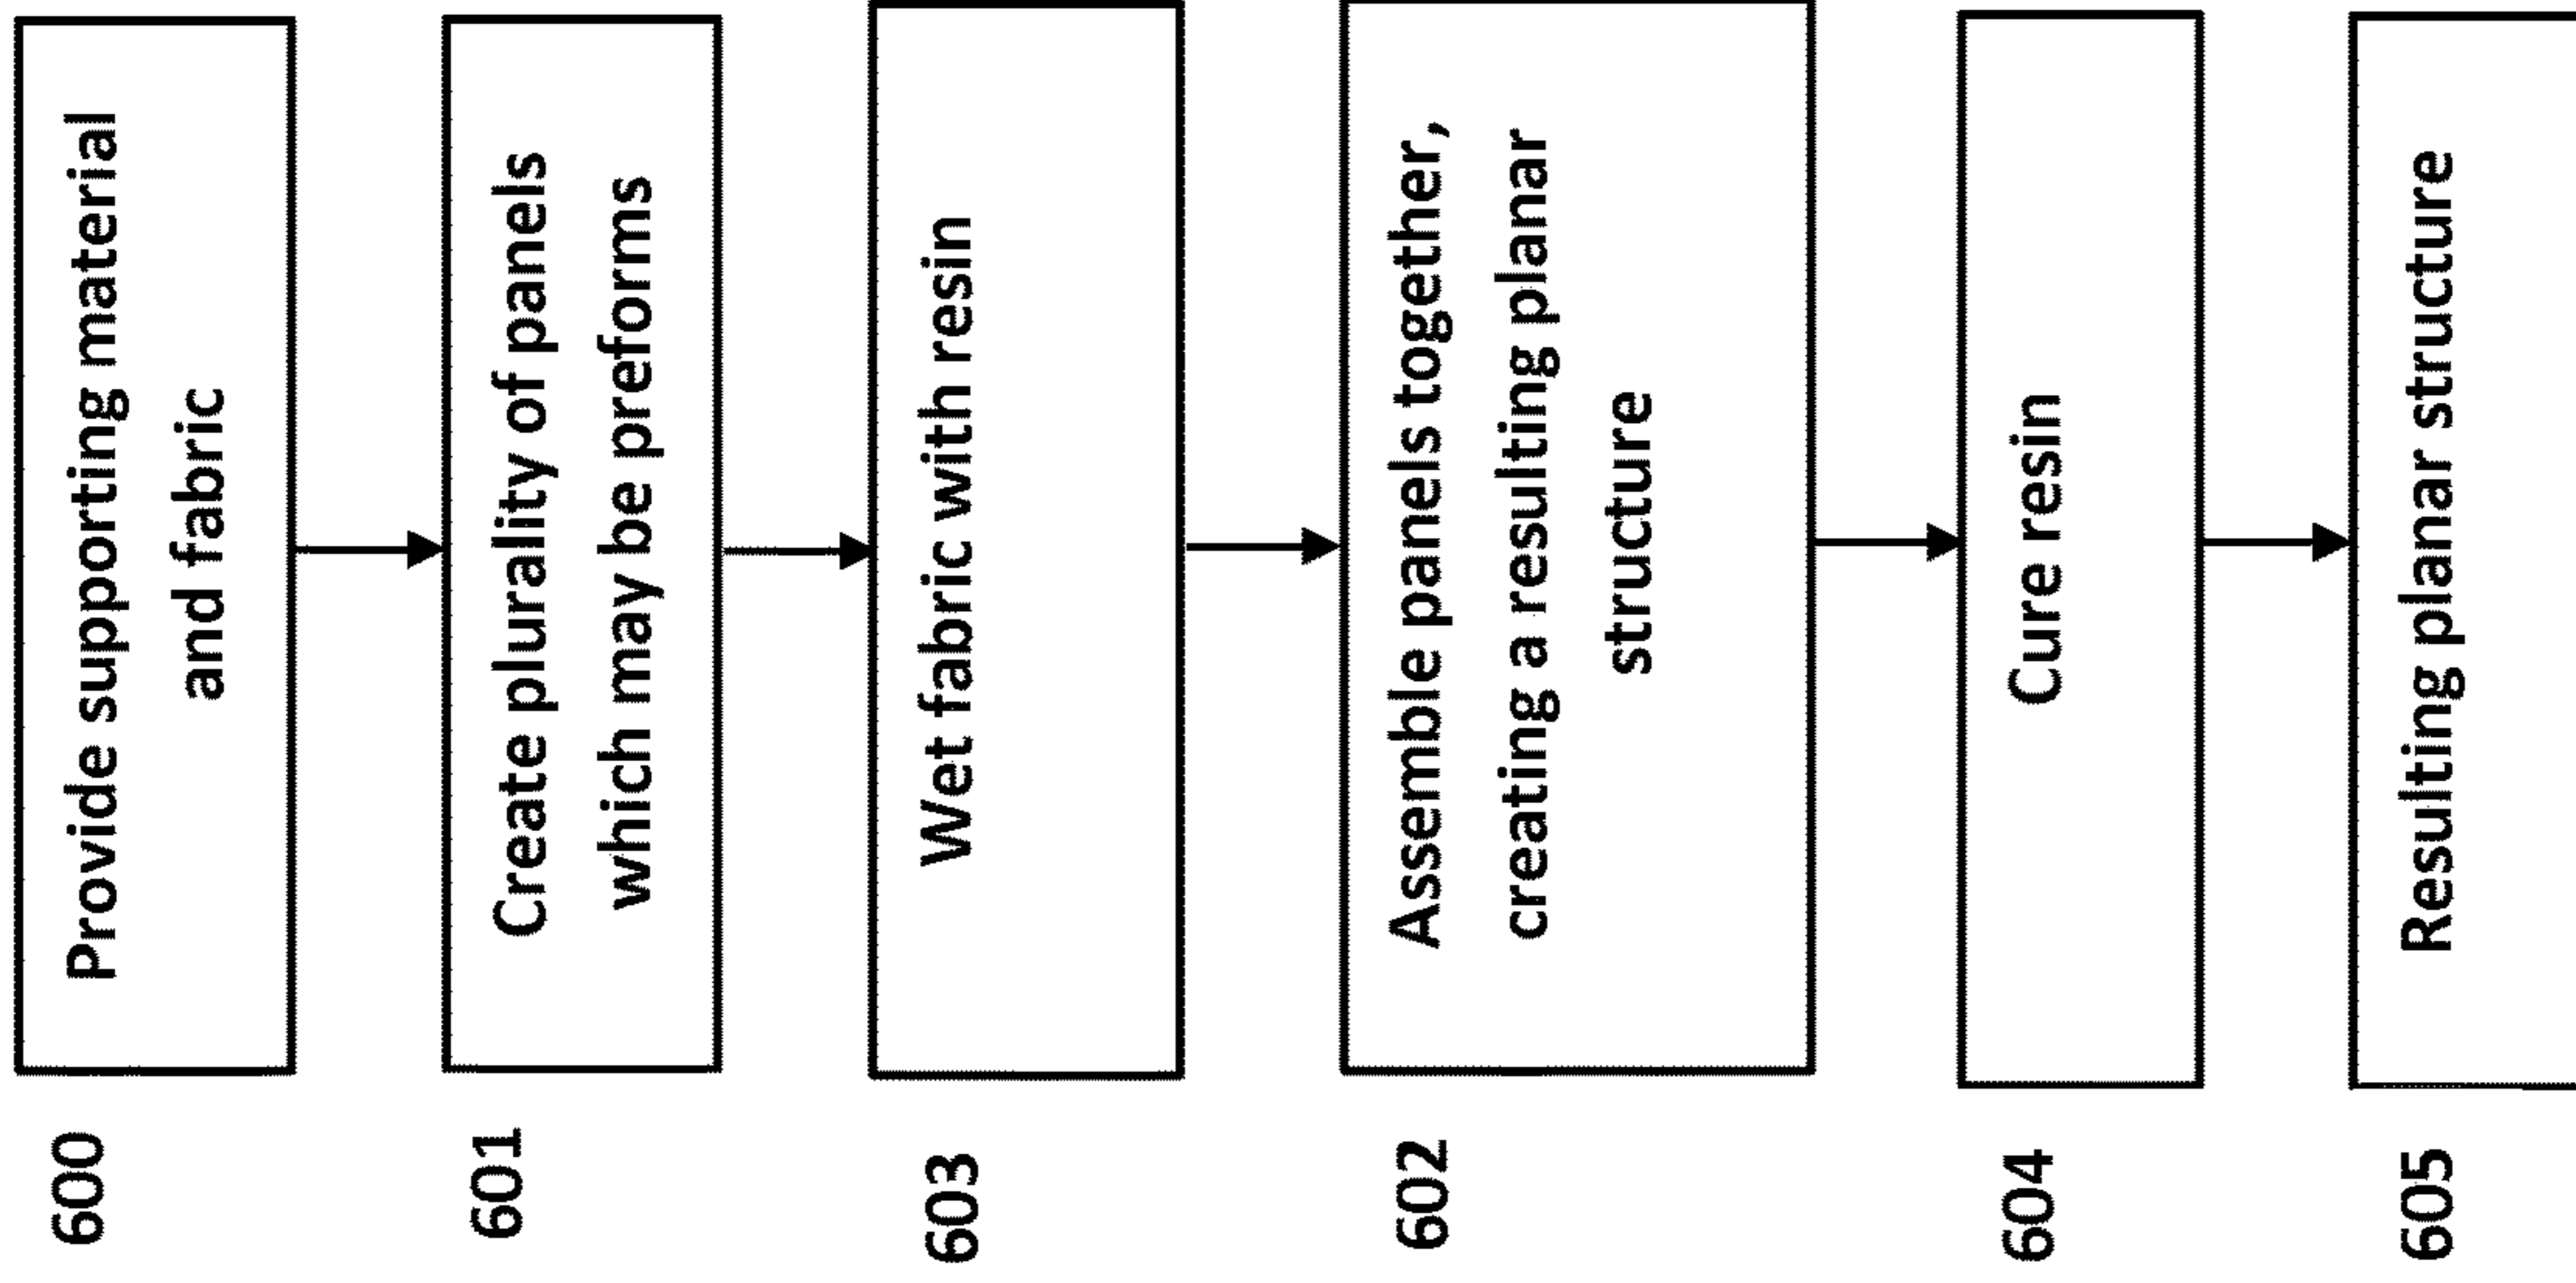 600
Provide supporting material
and fabric
601
Create plurality of panels
which may be preforms
603
Wet fabric with resin
602
Assemble panels together,
creating a resulting planar
structure
604
Cure resin
605
Resulting planar structure